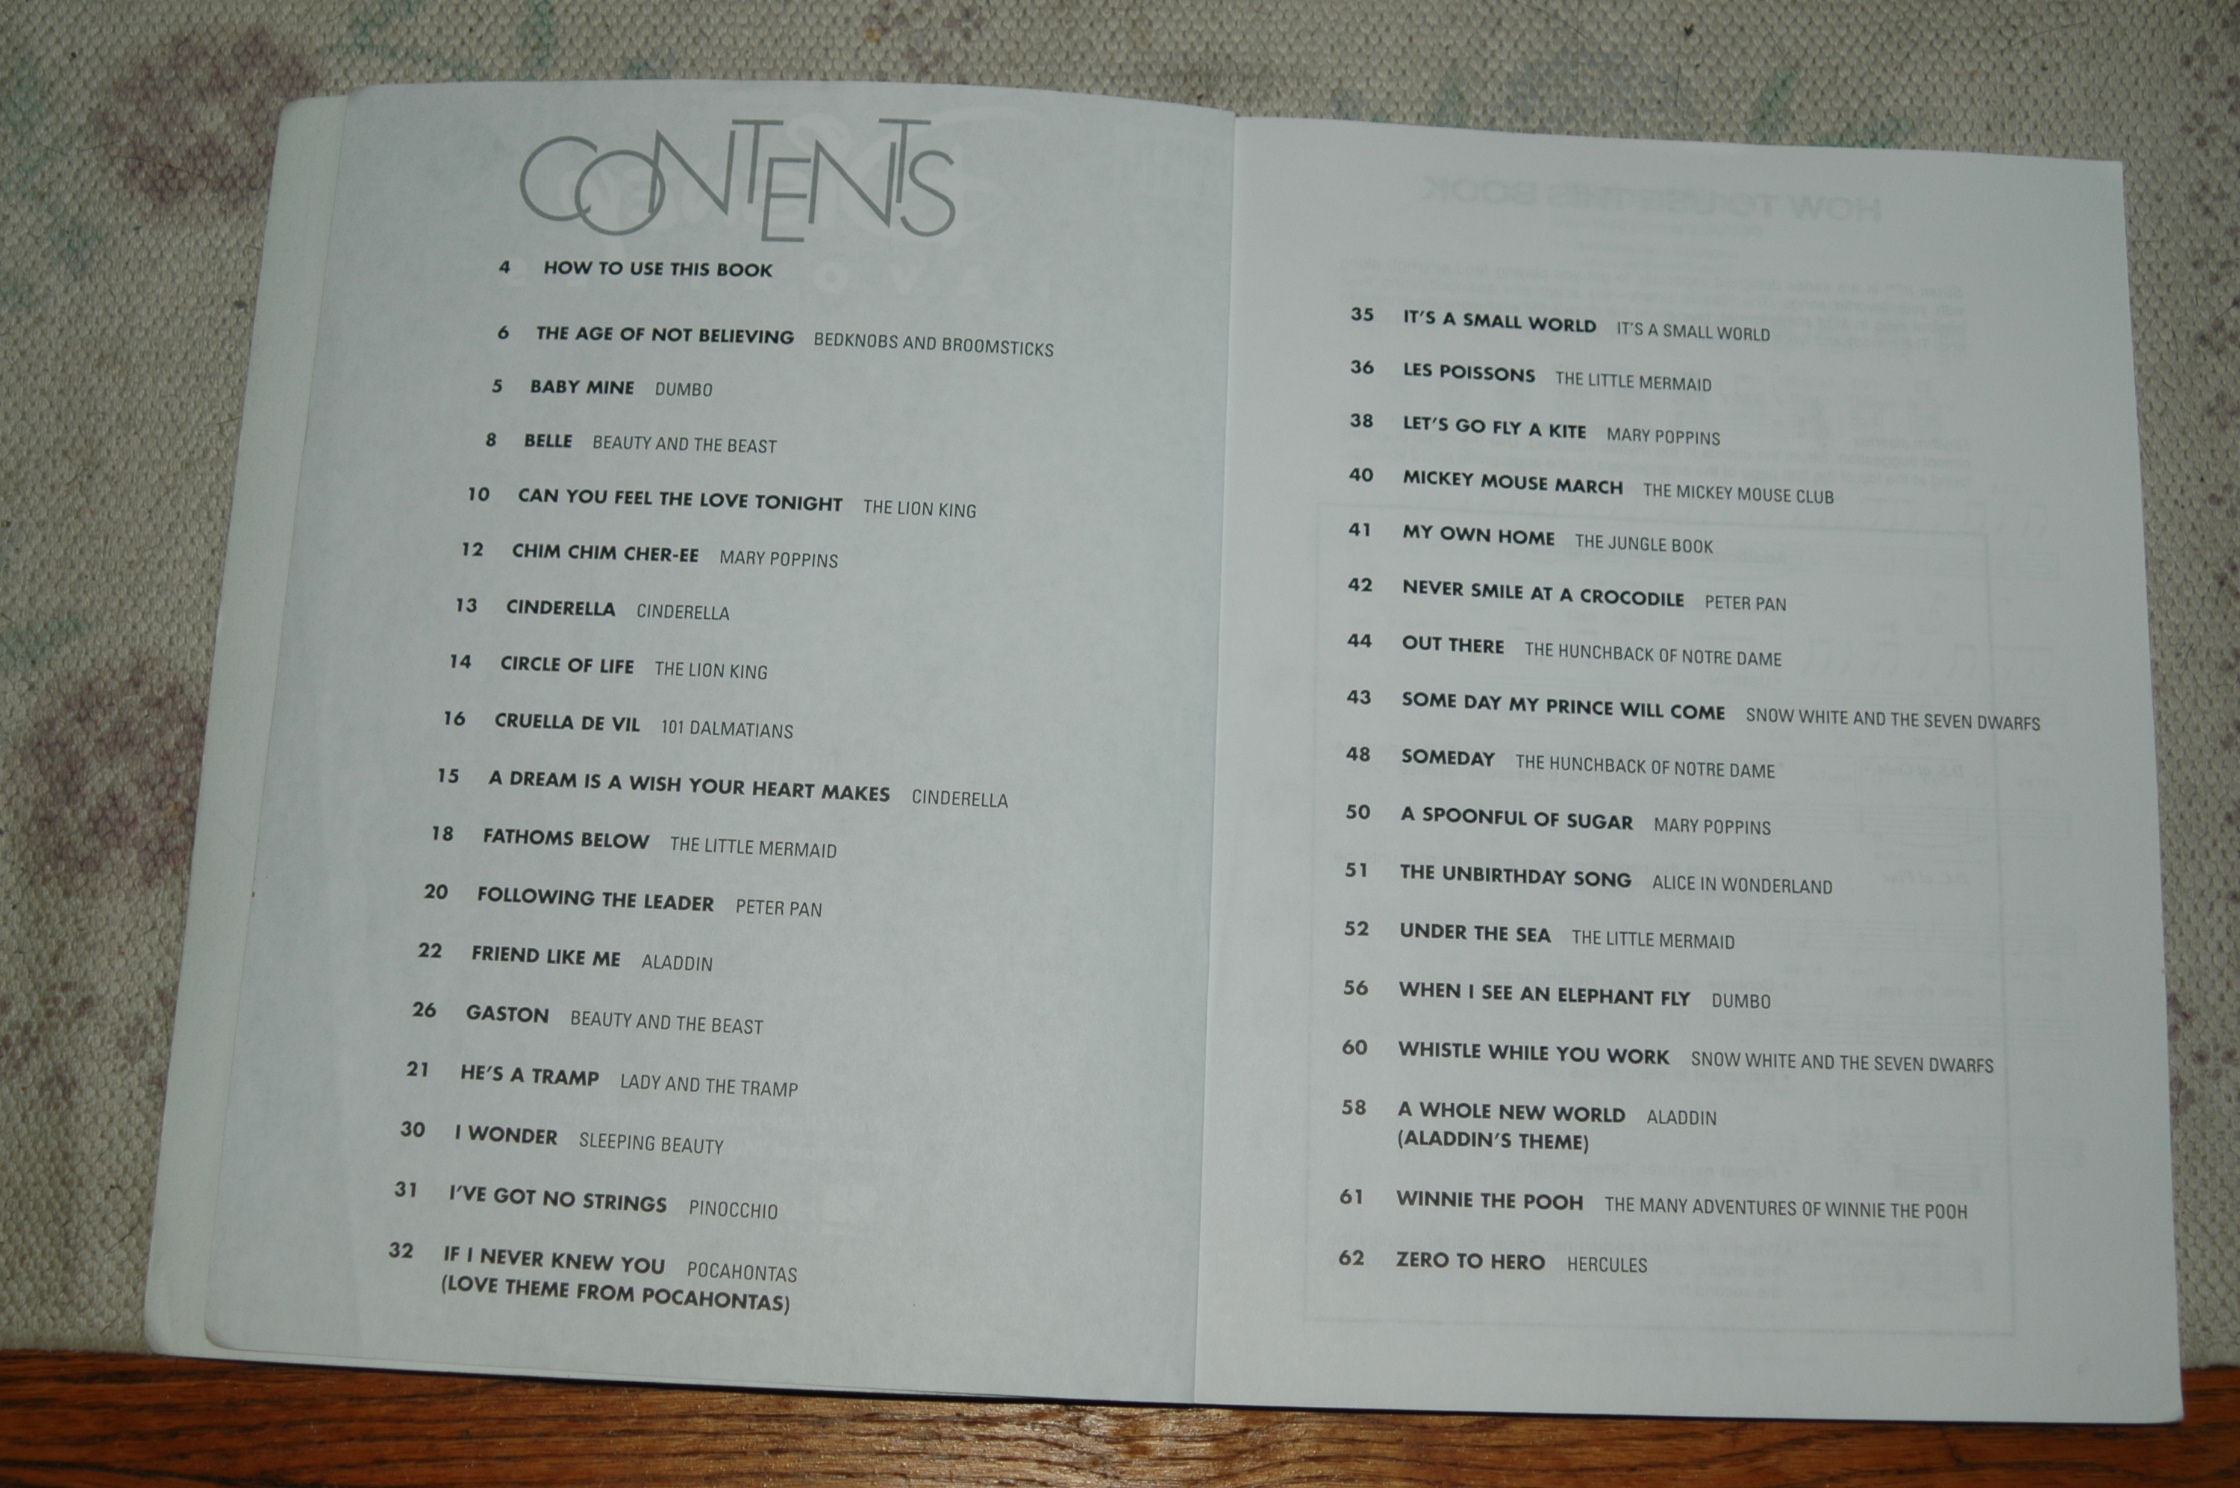 CONTENTS
4 HOW TO USE THIS BOOK
6 THE AGE OF NOT BELIEVING BEDKNOBS AND BROOMSTICKS
5 BABY MINE DUMBO
8 BELLE BEAUTY AND THE BEAST
10 CAN YOU FEEL THE LOVE TONIGHT THE LION KING
12 CHIM CHIM CHER-EE MARY POPPINS
13 CINDERELLA CINDERELLA
14 CIRCLE OF LIFE THE LION KING
16 CRUELLA DE VIL 101 DALMATIANS
15 A DREAM IS A WISH YOUR HEART MAKES CINDERELLA
18 FATHOMS BELOW THE LITTLE MERMAID
20 FOLLOWING THE LEADER PETER PAN
22 FRIEND LIKE ME ALADDIN
26 GASTON BEAUTY AND THE BEAST
21 HE'S A TRAMP LADY AND THE TRAMP
30 I WONDER SLEEPING BEAUTY
31 I'VE GOT NO STRINGS PINOCCHIO
32 IF I NEVER KNEW YOU POCAHONTAS
(LOVE THEME FROM POCAHONTAS)
35 IT'S A SMALL WORLD IT'S A SMALL WORLD
36 LES POISSONS THE LITTLE MERMAID
38 LET'S GO FLY A KITE MARY POPPINS
40 MICKEY MOUSE MARCH THE MICKEY MOUSE CLUB
41 MY OWN HOME THE JUNGLE BOOK
42 NEVER SMILE AT A CROCODILE PETER PAN
44 OUT THERE THE HUNCHBACK OF NOTRE DAME
43 SOME DAY MY PRINCE WILL COME SNOW WHITE AND THE SEVEN DWARFS
48 SOMEDAY THE HUNCHBACK OF NOTRE DAME
50 A SPOONFUL OF SUGAR MARY POPPINS
51 THE UNBIRTHDAY SONG ALICE IN WONDERLAND
52 UNDER THE SEA THE LITTLE MERMAID
56 WHEN I SEE AN ELEPHANT FLY DUMBO
60 WHISTLE WHILE YOU WORK SNOW WHITE AND THE SEVEN DWARFS
58 A WHOLE NEW WORLD ALADDIN
(ALADDIN'S THEME)
61 WINNIE THE POOH THE MANY ADVENTURES OF WINNIE THE POOH
62 ZERO TO HERO HERCULES